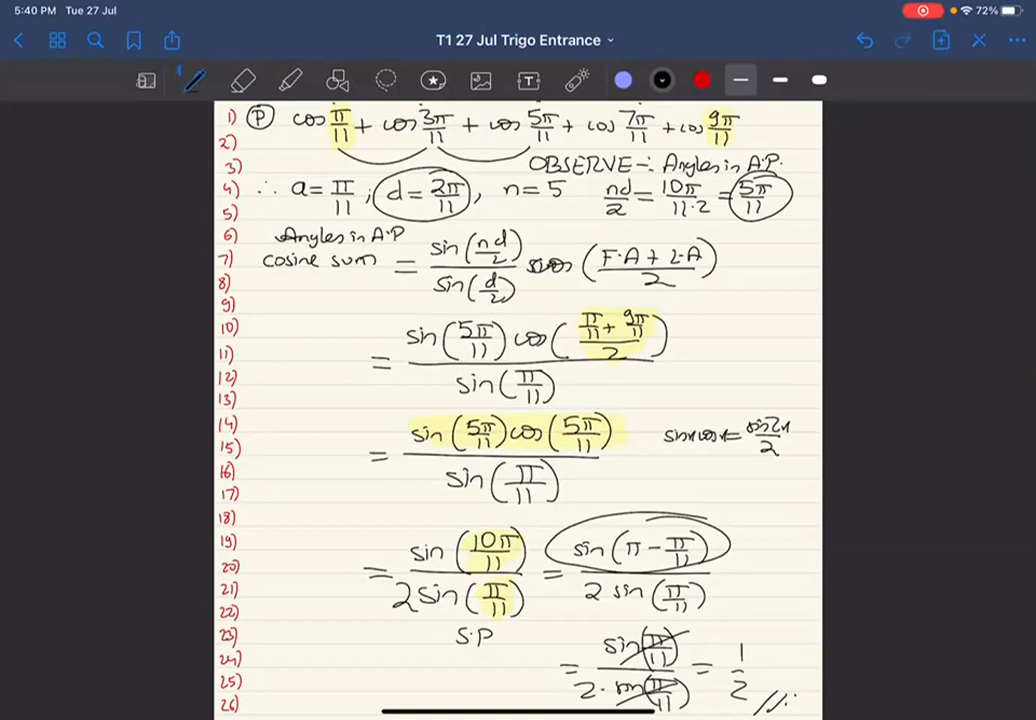 5:40 PM Tue 27 Jul 72%
T1 27 Jul Trigo Entrance
1) P cos π/11 + cos 3π/11 + cos 5π/11 + cos 7π/11 + cos 9π/11
2)
3) OBSERVE -: Angles in A.P.
4) ∴ a = π/11 ; d = 2π/11 , n = 5 nd/2 = 10π/11·2 = 5π/11
5)
6) Angles in A.P
7) cosine sum = sin(nd/2)/sin(d/2) cos (F.A + L.A/2)
8)
9)
10)
11) = sin(5π/11) cos(π/11 + 9π/11/2)/sin(π/11)
12)
13)
14)
15) = sin(5π/11) cos(5π/11)/sin(π/11) sinx cosx = sin2x/2
16)
17)
18)
19)
20) = sin(10π/11)/2 sin(π/11) = sin(π - π/11)/2 sin(π/11)
21)
22)
23) S.P
24) = sin(π/11)/2 · sin(π/11) = 1/2
25)
26)